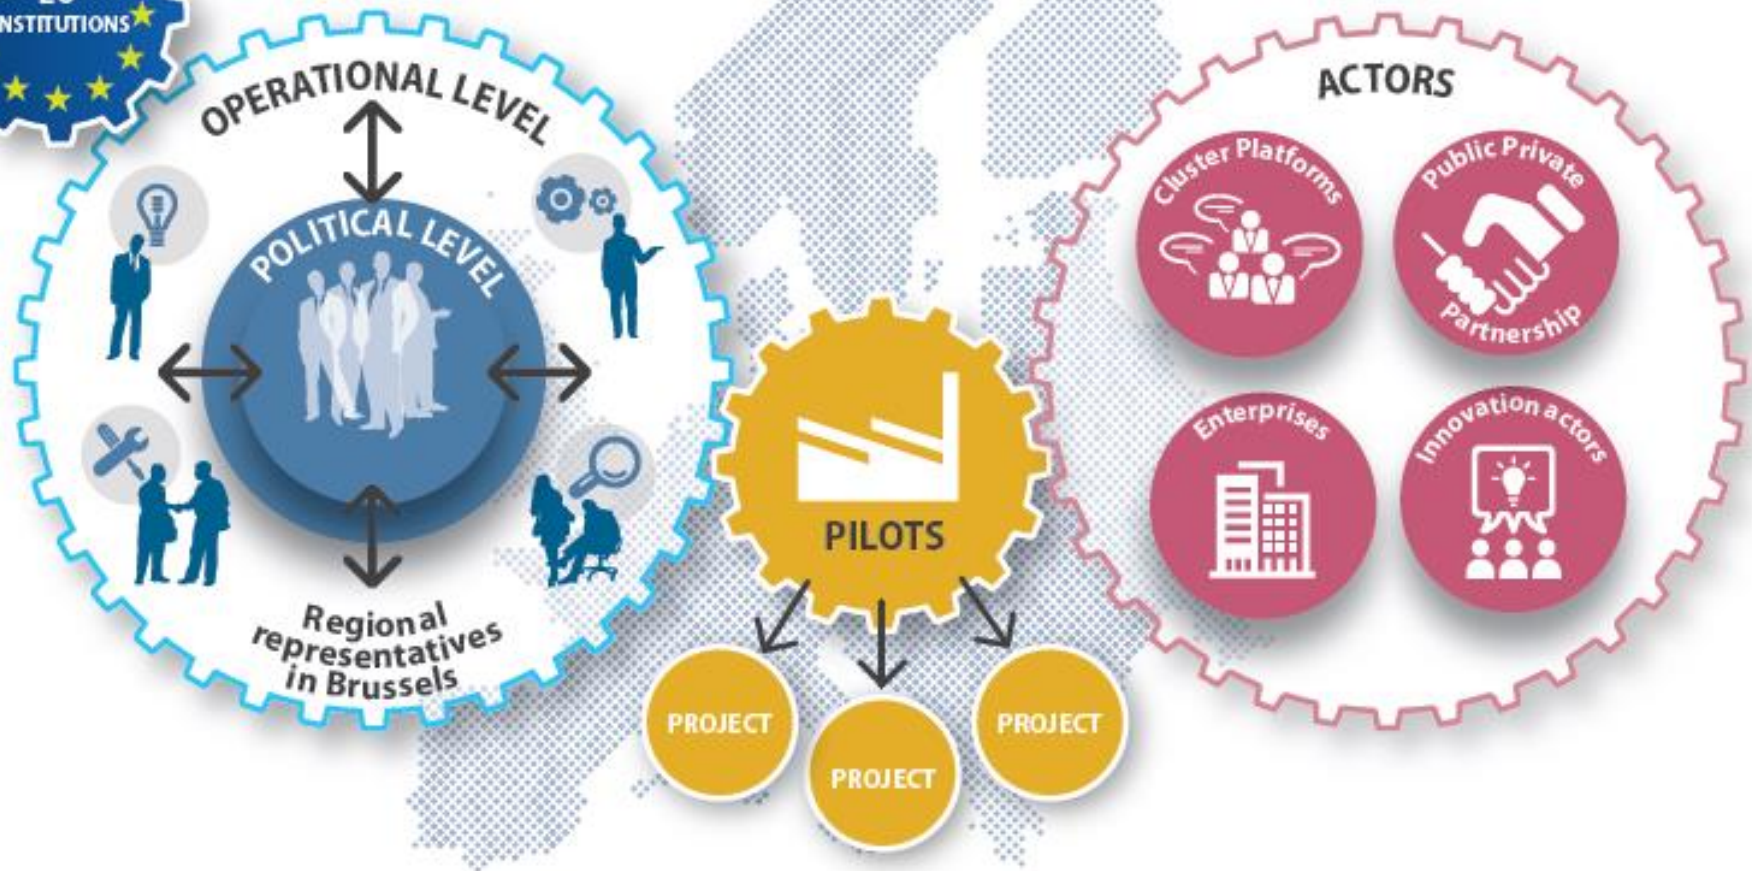 NSTITUTIONS
OPERATIONAL LEVEL
POLITICAL LEVEL
Regional
representatives
in Brussels
PILOTS
PROJECT
PROJECT
PROJECT
ACTORS
Cluster Platforms
Public Private
Partnership
Enterprises
Innovation actors